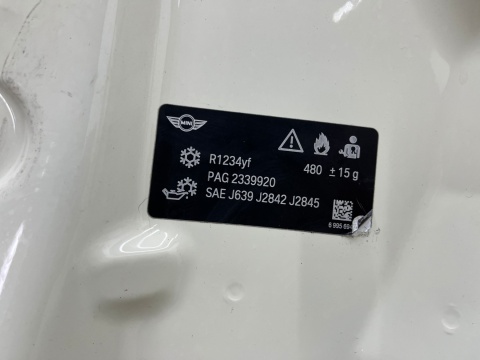 MINI
R1234yf 480 ± 15 g
PAG 2339920
SAE J639 J2842 J2845